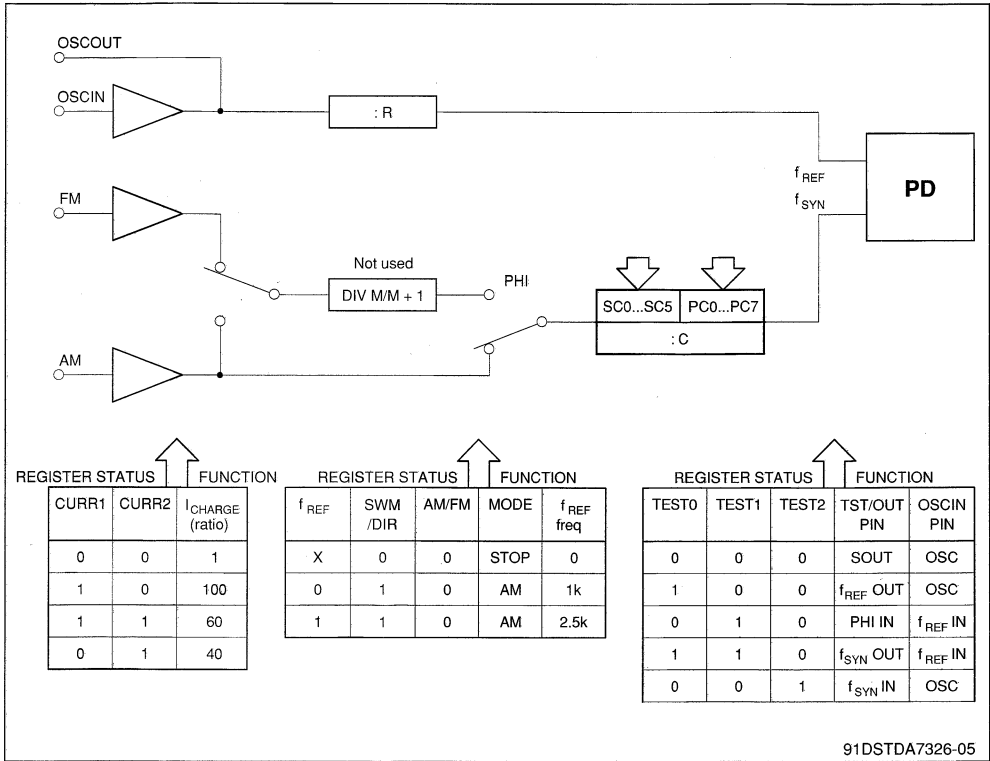 OSCOUT
OSCIN
: R
f REF
f SYN
PD
FM
Not used
DIV M/M + 1
PHI
SC0...SC5 PC0...PC7
: C
AM
REGISTER STATUS FUNCTION
CURR1 CURR2 I CHARGE (ratio)
0 0 1
1 0 100
1 1 60
0 1 40
REGISTER STATUS FUNCTION
f REF SWM /DIR AM/FM MODE f REF freq
X 0 0 STOP 0
0 1 0 AM 1k
1 1 0 AM 2.5k
REGISTER STATUS FUNCTION
TEST0 TEST1 TEST2 TST/OUT PIN OSCIN PIN
0 0 0 SOUT OSC
1 0 0 f REF OUT OSC
0 1 0 PHI IN f REF IN
1 1 0 f SYN OUT f REF IN
0 0 1 f SYN IN OSC
91DSTDA7326-05